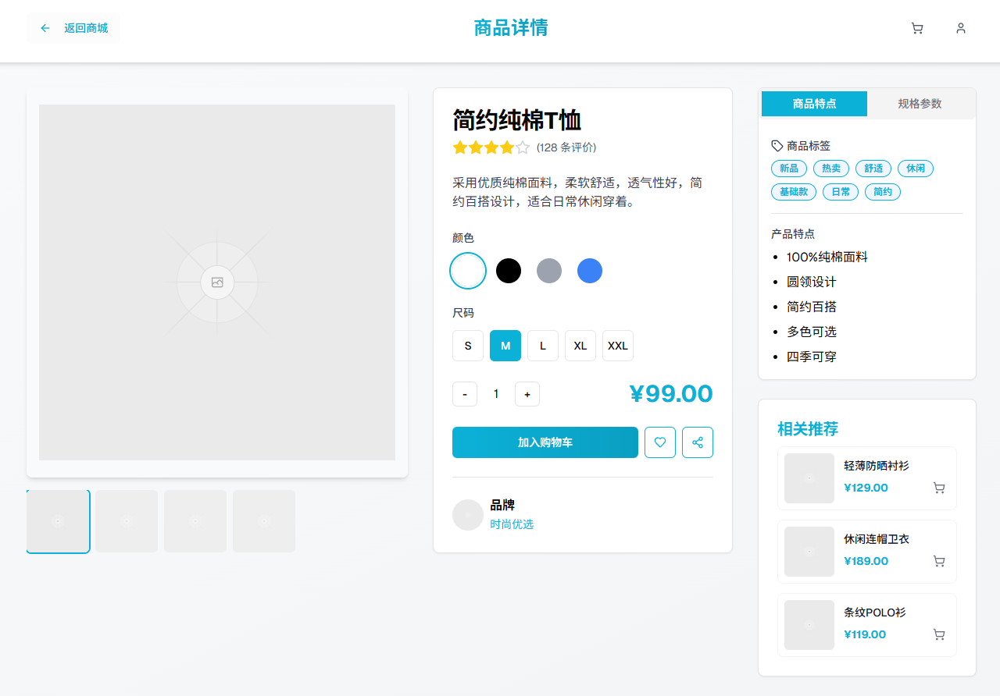 返回商城
商品详情
简约纯棉T恤
(128 条评价)
采用优质纯棉面料，柔软舒适，透气性好，简
约百搭设计，适合日常休闲穿着。
颜色
尺码
S M L XL XXL
- 1 +
¥99.00
加入购物车
品牌
时尚优选
商品特点 规格参数
商品标签
新品 热卖 舒适 休闲
基础款 日常 简约
产品特点
• 100%纯棉面料
• 圆领设计
• 简约百搭
• 多色可选
• 四季可穿
相关推荐
轻薄防晒衬衫
¥129.00
休闲连帽卫衣
¥189.00
条纹POLO衫
¥119.00